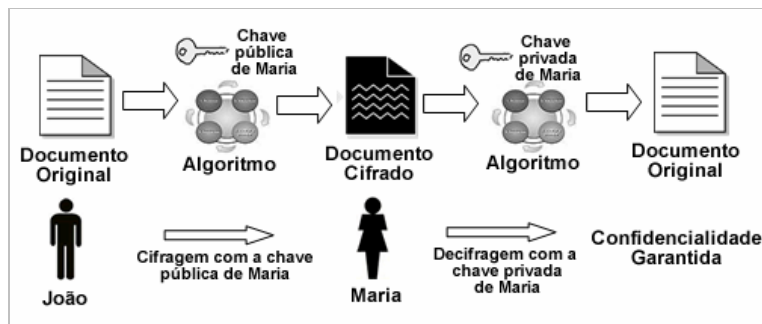 Chave
pública
de Maria
Chave
privada
de Maria
Documento
Original
Algoritmo
Documento
Cifrado
Algoritmo
Documento
Original
Cifragem com a chave
pública de Maria
Decifragem com a
chave privada
de Maria
Confidencialidade
Garantida
João
Maria